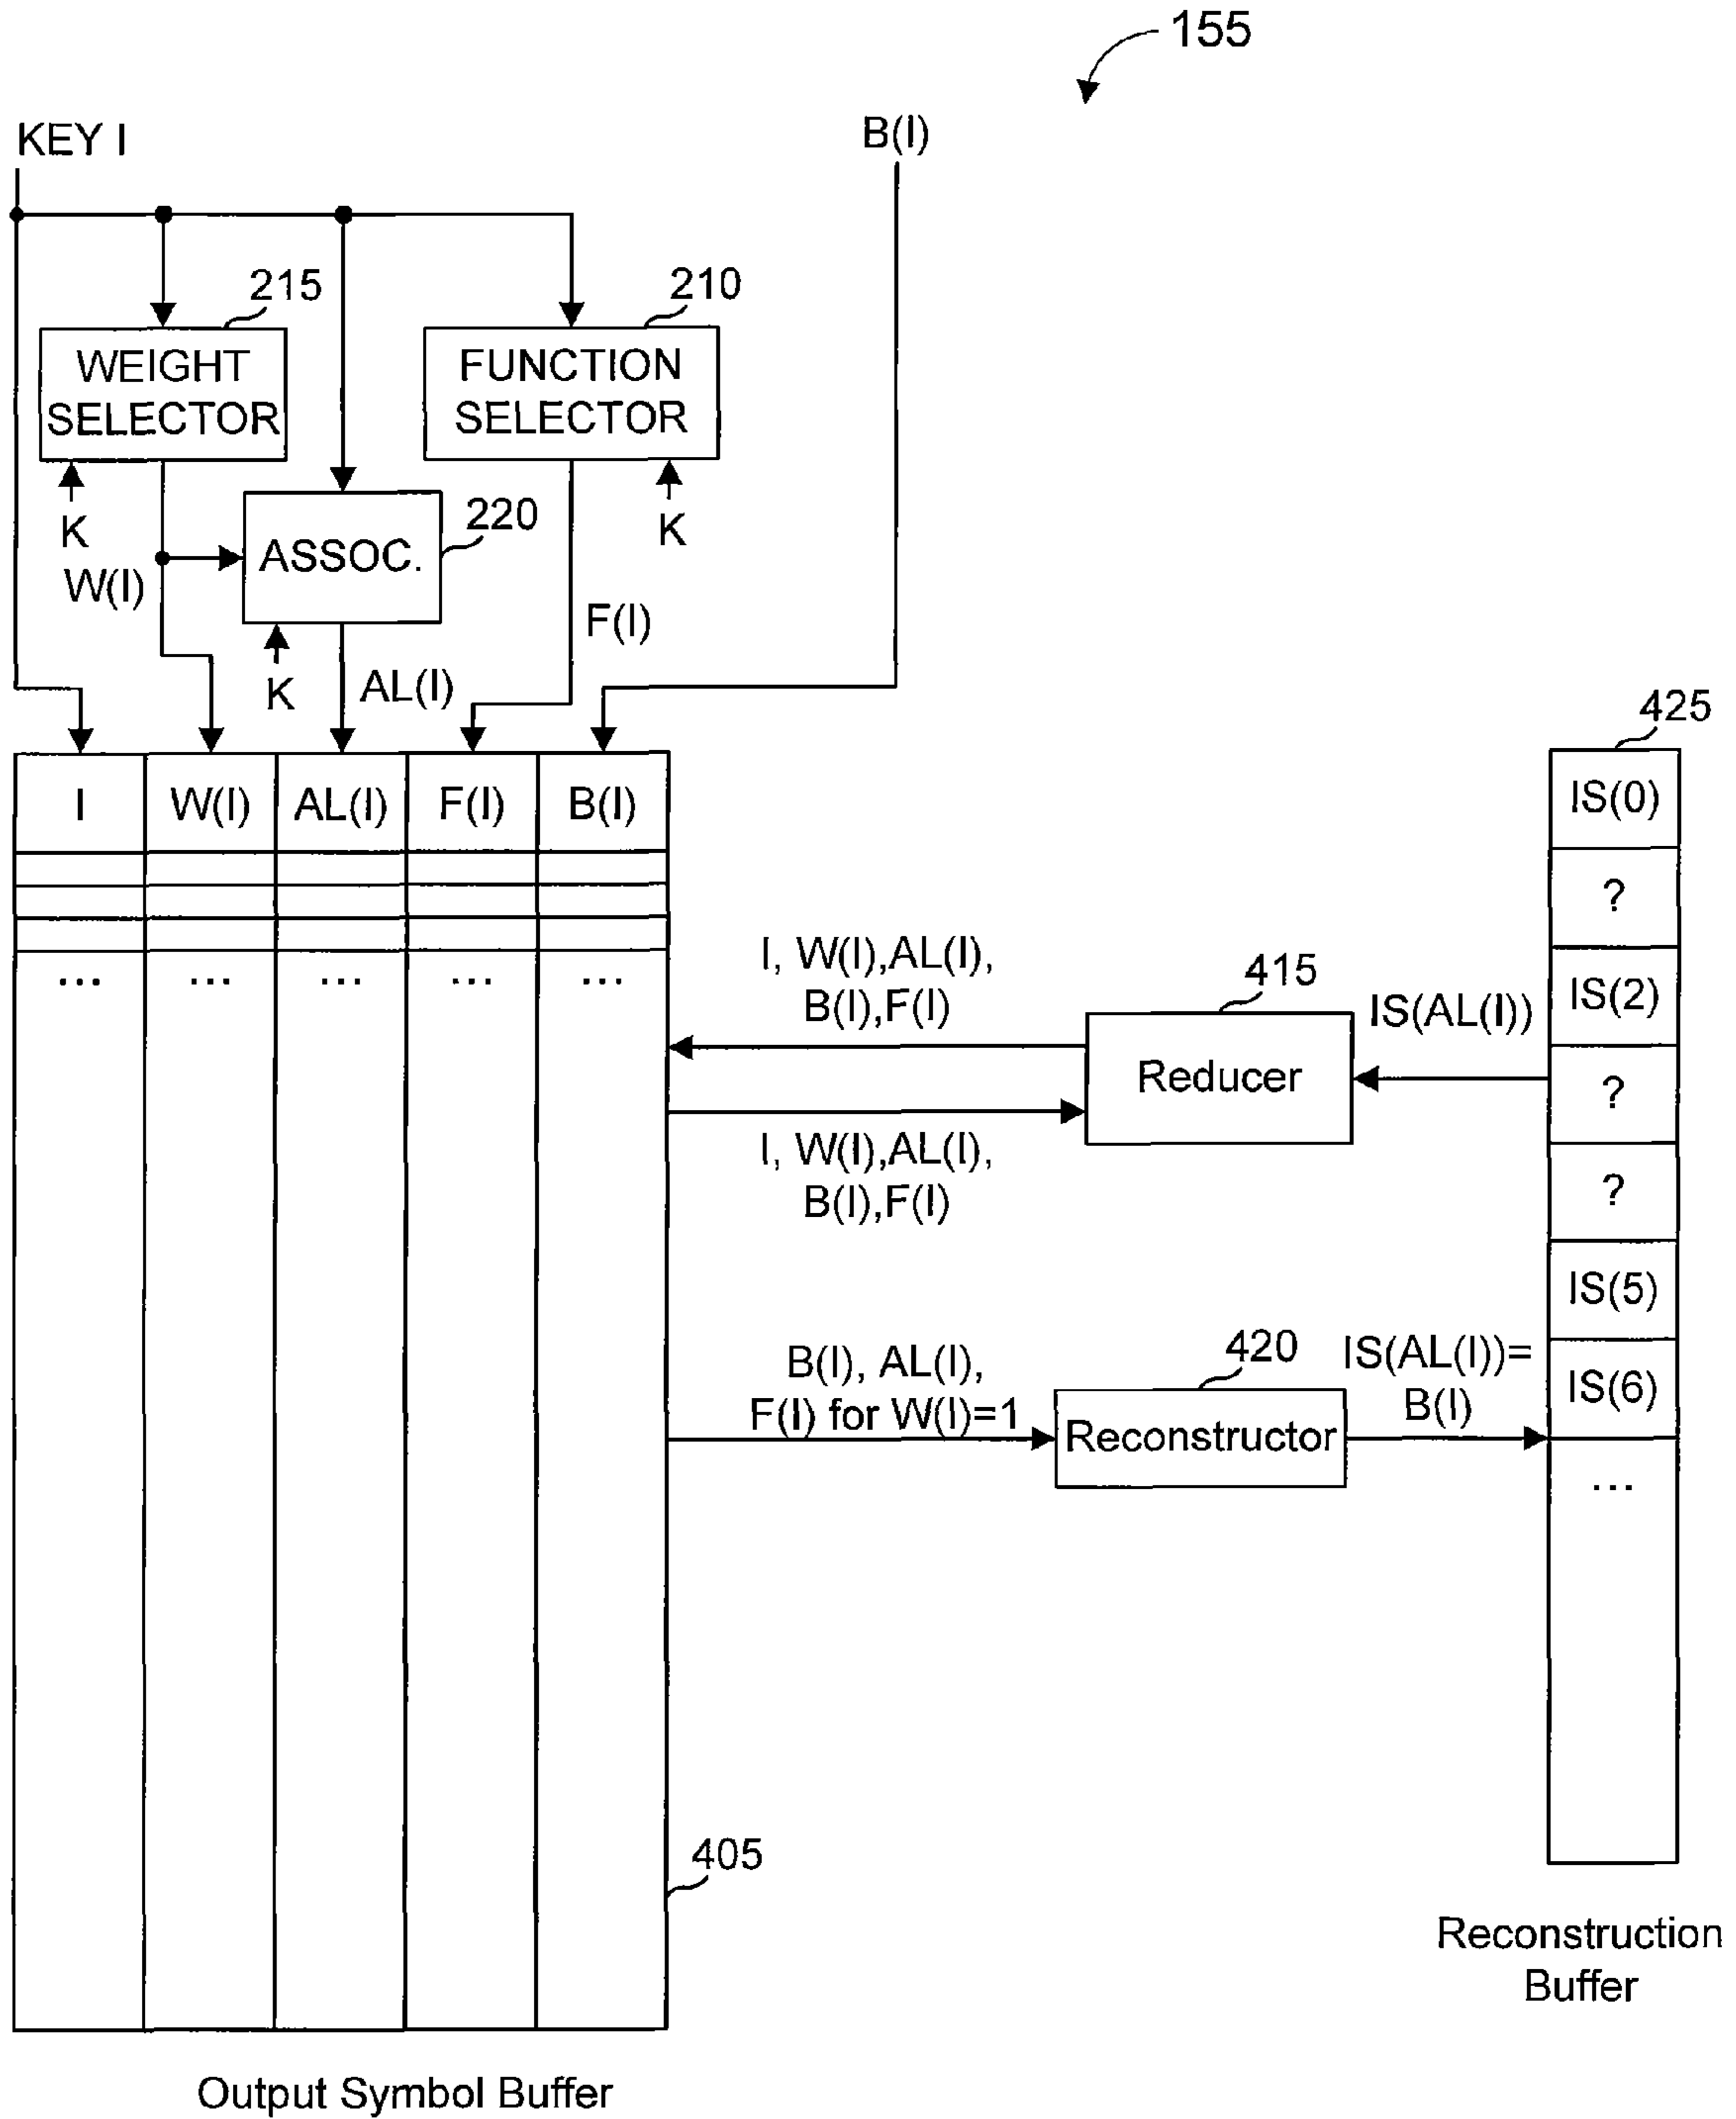 155
KEY I
B(I)
215
210
WEIGHT
SELECTOR
FUNCTION
SELECTOR
K
220
K
ASSOC.
W(I)
F(I)
K
AL(I)
425
I W(I) AL(I) F(I) B(I)
... ... ... ... ...
IS(0)
?
IS(2)
?
?
IS(5)
IS(6)
...
I, W(I),AL(I),
B(I),F(I)
415
IS(AL(I))
Reducer
I, W(I),AL(I),
B(I),F(I)
B(I), AL(I),
F(I) for W(I)=1
420
IS(AL(I))=
B(I)
Reconstructor
405
Reconstruction
Buffer
Output Symbol Buffer